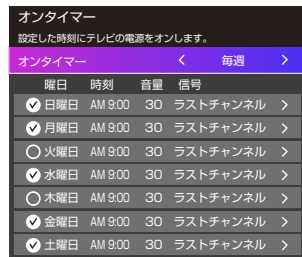 オンタイマー
設定した時刻にテレビの電源をオンします。
オンタイマー 毎週
曜日 時刻 音量 信号
日曜日 AM 9:00 30 ラストチャンネル
月曜日 AM 9:00 30 ラストチャンネル
火曜日 AM 9:00 30 ラストチャンネル
水曜日 AM 9:00 30 ラストチャンネル
木曜日 AM 9:00 30 ラストチャンネル
金曜日 AM 9:00 30 ラストチャンネル
土曜日 AM 9:00 30 ラストチャンネル